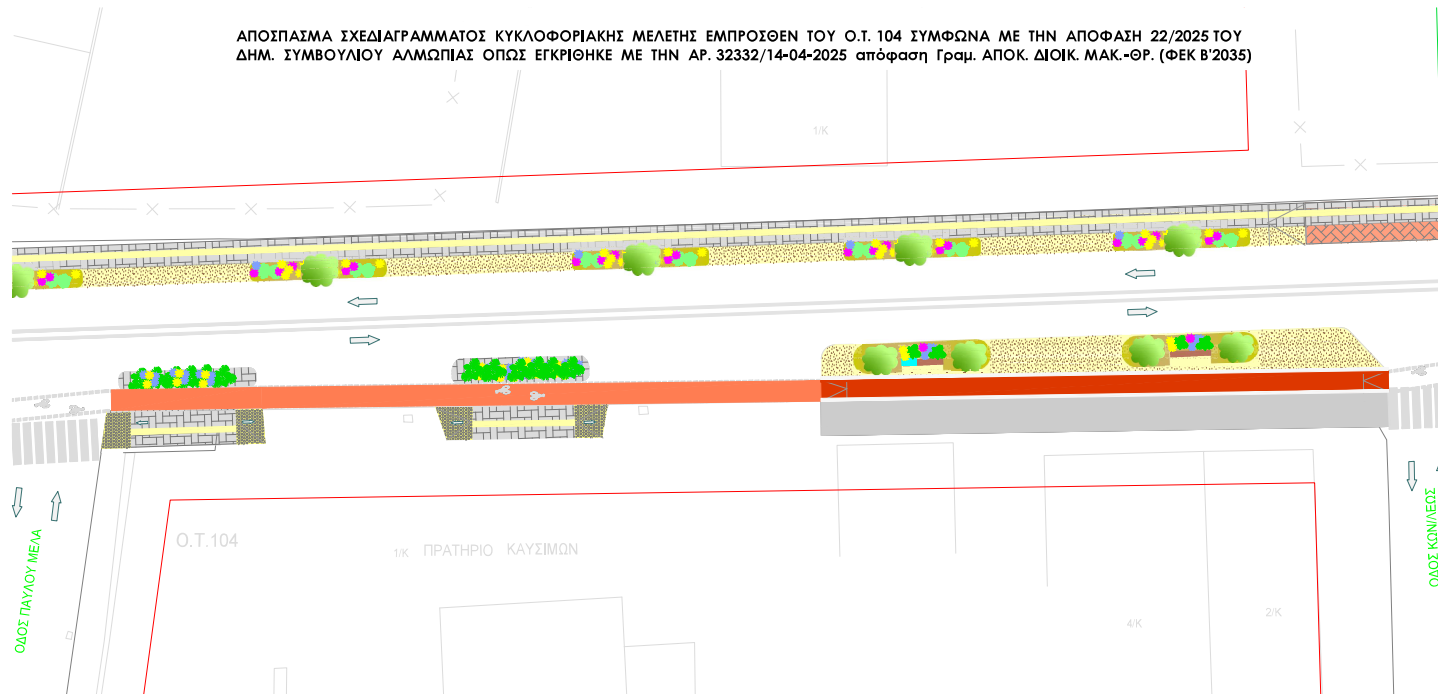 ΑΠΟΣΠΑΣΜΑ ΣΧΕΔΙΑΓΡΑΜΜΑΤΟΣ ΚΥΚΛΟΦΟΡΙΑΚΗΣ ΜΕΛΕΤΗΣ ΕΜΠΡΟΣΘΕΝ ΤΟΥ Ο.Τ. 104 ΣΥΜΦΩΝΑ ΜΕ ΤΗΝ ΑΠΟΦΑΣΗ 22/2025 ΤΟΥ
ΔΗΜ. ΣΥΜΒΟΥΛΙΟΥ ΑΛΜΩΠΙΑΣ ΟΠΩΣ ΕΓΚΡΙΘΗΚΕ ΜΕ ΤΗΝ ΑΡ. 32332/14-04-2025 απόφαση Γραμ. ΑΠΟΚ. ΔΙΟΙΚ. ΜΑΚ.-ΘΡ. (ΦΕΚ Β'2035)
1/Κ
Ο.Τ.104
1/Κ ΠΡΑΤΗΡΙΟ ΚΑΥΣΙΜΩΝ
ΟΔΟΣ ΠΑΥΛΟΥ ΜΕΛΑ
4/Κ
2/Κ
ΟΔΟΣ ΚΩΝ/ΛΕΩΣ